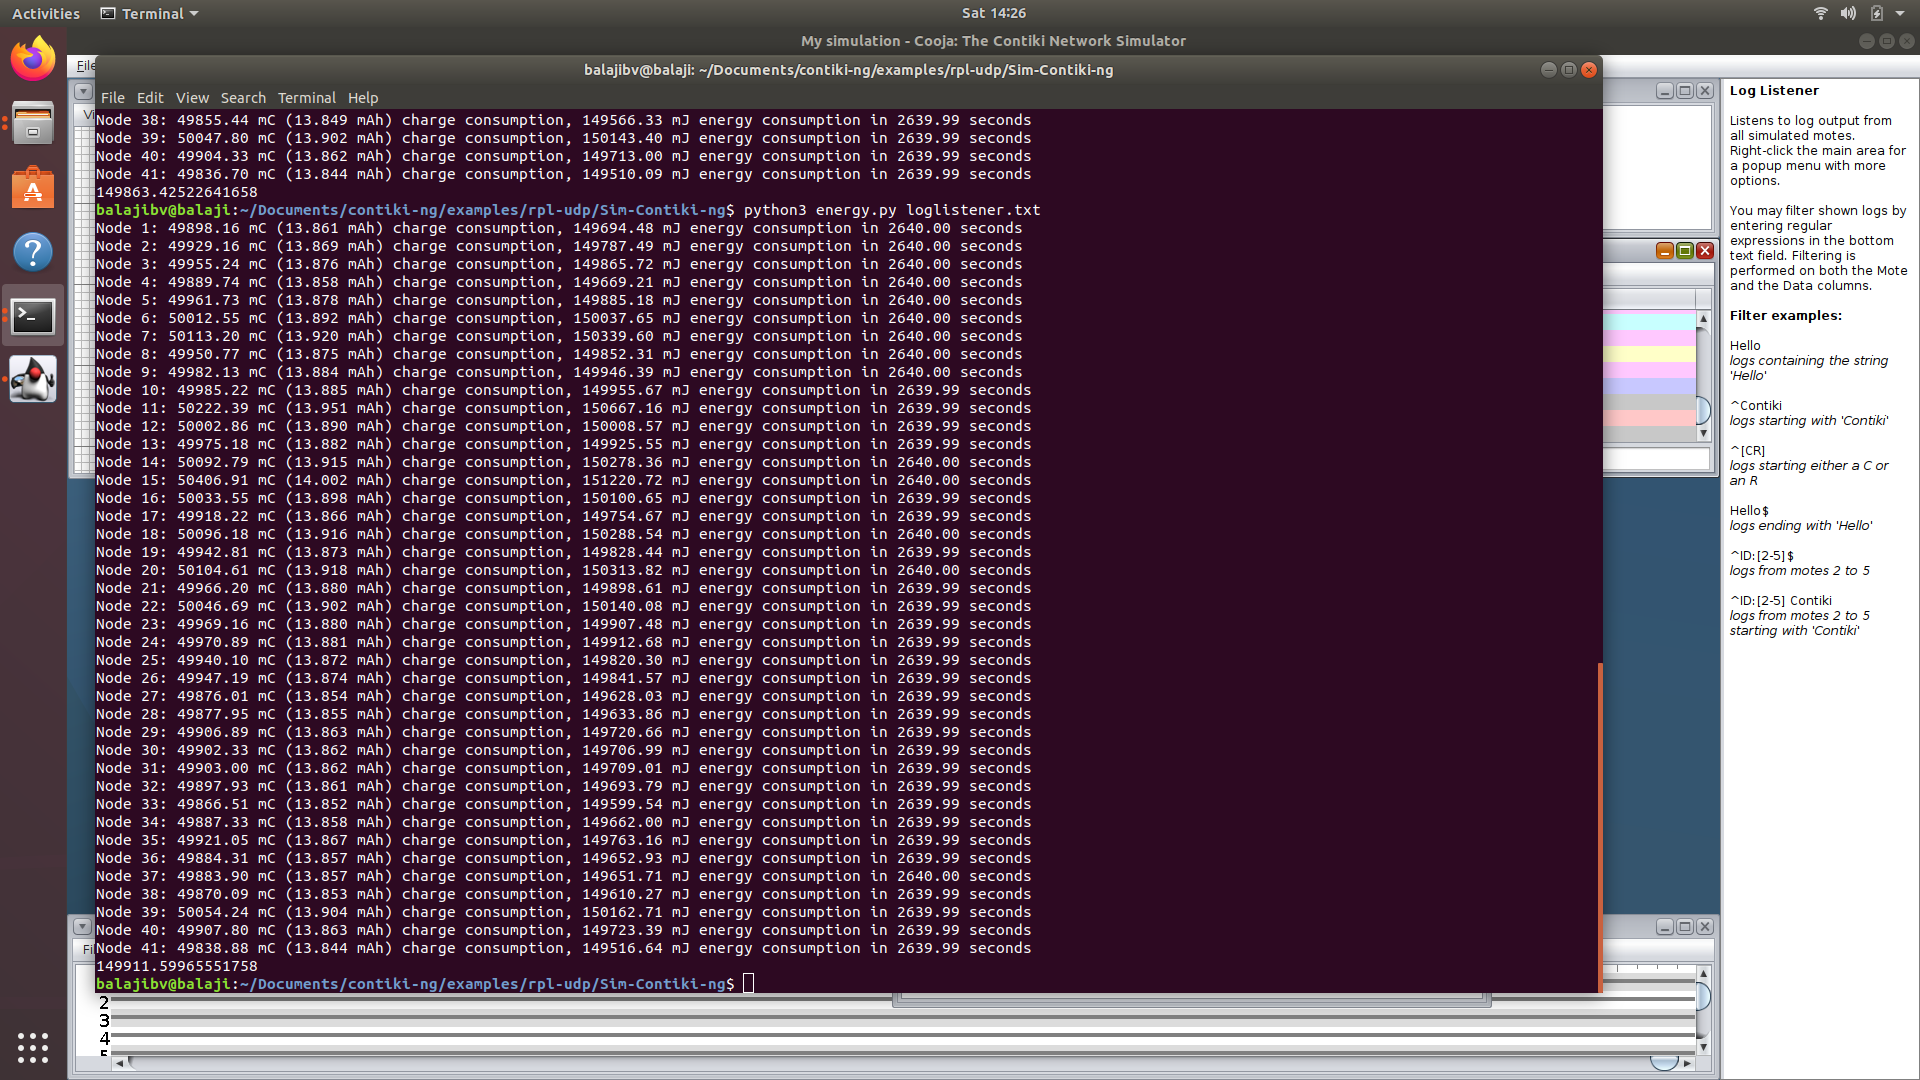 Activities
Terminal
Sat 14:26
My simulation - Cooja: The Contiki Network Simulator
File
balajibv@balaji: ~/Documents/contiki-ng/examples/rpl-udp/Sim-Contiki-ng
File Edit View Search Terminal Help
Node 38: 49855.44 mC (13.849 mAh) charge consumption, 149566.33 mJ energy consumption in 2639.99 seconds
Node 39: 50047.80 mC (13.902 mAh) charge consumption, 150143.40 mJ energy consumption in 2639.99 seconds
Node 40: 49904.33 mC (13.862 mAh) charge consumption, 149713.00 mJ energy consumption in 2639.99 seconds
Node 41: 49836.70 mC (13.844 mAh) charge consumption, 149510.09 mJ energy consumption in 2639.99 seconds
149863.42522641658
balajibv@balaji:~/Documents/contiki-ng/examples/rpl-udp/Sim-Contiki-ng$ python3 energy.py loglistener.txt
Node 1: 49898.16 mC (13.861 mAh) charge consumption, 149694.48 mJ energy consumption in 2640.00 seconds
Node 2: 49929.16 mC (13.869 mAh) charge consumption, 149787.49 mJ energy consumption in 2640.00 seconds
Node 3: 49955.24 mC (13.876 mAh) charge consumption, 149865.72 mJ energy consumption in 2640.00 seconds
Node 4: 49889.74 mC (13.858 mAh) charge consumption, 149669.21 mJ energy consumption in 2640.00 seconds
Node 5: 49961.73 mC (13.878 mAh) charge consumption, 149885.18 mJ energy consumption in 2640.00 seconds
Node 6: 50012.55 mC (13.892 mAh) charge consumption, 150037.65 mJ energy consumption in 2640.00 seconds
Node 7: 50113.20 mC (13.920 mAh) charge consumption, 150339.60 mJ energy consumption in 2640.00 seconds
Node 8: 49950.77 mC (13.875 mAh) charge consumption, 149852.31 mJ energy consumption in 2640.00 seconds
Node 9: 49982.13 mC (13.884 mAh) charge consumption, 149946.39 mJ energy consumption in 2640.00 seconds
Node 10: 49985.22 mC (13.885 mAh) charge consumption, 149955.67 mJ energy consumption in 2639.99 seconds
Node 11: 50222.39 mC (13.951 mAh) charge consumption, 150667.16 mJ energy consumption in 2639.99 seconds
Node 12: 50002.86 mC (13.890 mAh) charge consumption, 150008.57 mJ energy consumption in 2639.99 seconds
Node 13: 49975.18 mC (13.882 mAh) charge consumption, 149925.55 mJ energy consumption in 2639.99 seconds
Node 14: 50092.79 mC (13.915 mAh) charge consumption, 150278.36 mJ energy consumption in 2640.00 seconds
Node 15: 50406.91 mC (14.002 mAh) charge consumption, 151220.72 mJ energy consumption in 2640.00 seconds
Node 16: 50033.55 mC (13.898 mAh) charge consumption, 150100.65 mJ energy consumption in 2639.99 seconds
Node 17: 49918.22 mC (13.866 mAh) charge consumption, 149754.67 mJ energy consumption in 2639.99 seconds
Node 18: 50096.18 mC (13.916 mAh) charge consumption, 150288.54 mJ energy consumption in 2640.00 seconds
Node 19: 49942.81 mC (13.873 mAh) charge consumption, 149828.44 mJ energy consumption in 2639.99 seconds
Node 20: 50104.61 mC (13.918 mAh) charge consumption, 150313.82 mJ energy consumption in 2640.00 seconds
Node 21: 49966.20 mC (13.880 mAh) charge consumption, 149898.61 mJ energy consumption in 2639.99 seconds
Node 22: 50046.69 mC (13.902 mAh) charge consumption, 150140.08 mJ energy consumption in 2639.99 seconds
Node 23: 49969.16 mC (13.880 mAh) charge consumption, 149907.48 mJ energy consumption in 2639.99 seconds
Node 24: 49970.89 mC (13.881 mAh) charge consumption, 149912.68 mJ energy consumption in 2639.99 seconds
Node 25: 49940.10 mC (13.872 mAh) charge consumption, 149820.30 mJ energy consumption in 2639.99 seconds
Node 26: 49947.19 mC (13.874 mAh) charge consumption, 149841.57 mJ energy consumption in 2639.99 seconds
Node 27: 49876.01 mC (13.854 mAh) charge consumption, 149628.03 mJ energy consumption in 2639.99 seconds
Node 28: 49877.95 mC (13.855 mAh) charge consumption, 149633.86 mJ energy consumption in 2639.99 seconds
Node 29: 49906.89 mC (13.863 mAh) charge consumption, 149720.66 mJ energy consumption in 2639.99 seconds
Node 30: 49902.33 mC (13.862 mAh) charge consumption, 149706.99 mJ energy consumption in 2639.99 seconds
Node 31: 49903.00 mC (13.862 mAh) charge consumption, 149709.01 mJ energy consumption in 2639.99 seconds
Node 32: 49897.93 mC (13.861 mAh) charge consumption, 149693.79 mJ energy consumption in 2639.99 seconds
Node 33: 49866.51 mC (13.852 mAh) charge consumption, 149599.54 mJ energy consumption in 2639.99 seconds
Node 34: 49887.33 mC (13.858 mAh) charge consumption, 149662.00 mJ energy consumption in 2639.99 seconds
Node 35: 49921.05 mC (13.867 mAh) charge consumption, 149763.16 mJ energy consumption in 2639.99 seconds
Node 36: 49884.31 mC (13.857 mAh) charge consumption, 149652.93 mJ energy consumption in 2639.99 seconds
Node 37: 49883.90 mC (13.857 mAh) charge consumption, 149651.71 mJ energy consumption in 2640.00 seconds
Node 38: 49870.09 mC (13.853 mAh) charge consumption, 149610.27 mJ energy consumption in 2639.99 seconds
Node 39: 50054.24 mC (13.904 mAh) charge consumption, 150162.71 mJ energy consumption in 2639.99 seconds
Node 40: 49907.80 mC (13.863 mAh) charge consumption, 149723.39 mJ energy consumption in 2639.99 seconds
Node 41: 49838.88 mC (13.844 mAh) charge consumption, 149516.64 mJ energy consumption in 2639.99 seconds
149911.59965551758
balajibv@balaji:~/Documents/contiki-ng/examples/rpl-udp/Sim-Contiki-ng$
2
3
4
Log Listener
Listens to log output from
all simulated motes.
Right-click the main area for
a popup menu with more
options.
You may filter shown logs by
entering regular
expressions in the bottom
text field. Filtering is
performed on both the Mote
and the Data columns.
Filter examples:
Hello
logs containing the string
'Hello'
^Contiki
logs starting with 'Contiki'
^[CR]
logs starting either a C or
an R
Hello$
logs ending with 'Hello'
^ID:[2-5]$
logs from motes 2 to 5
^ID:[2-5] Contiki
logs from motes 2 to 5
starting with 'Contiki'